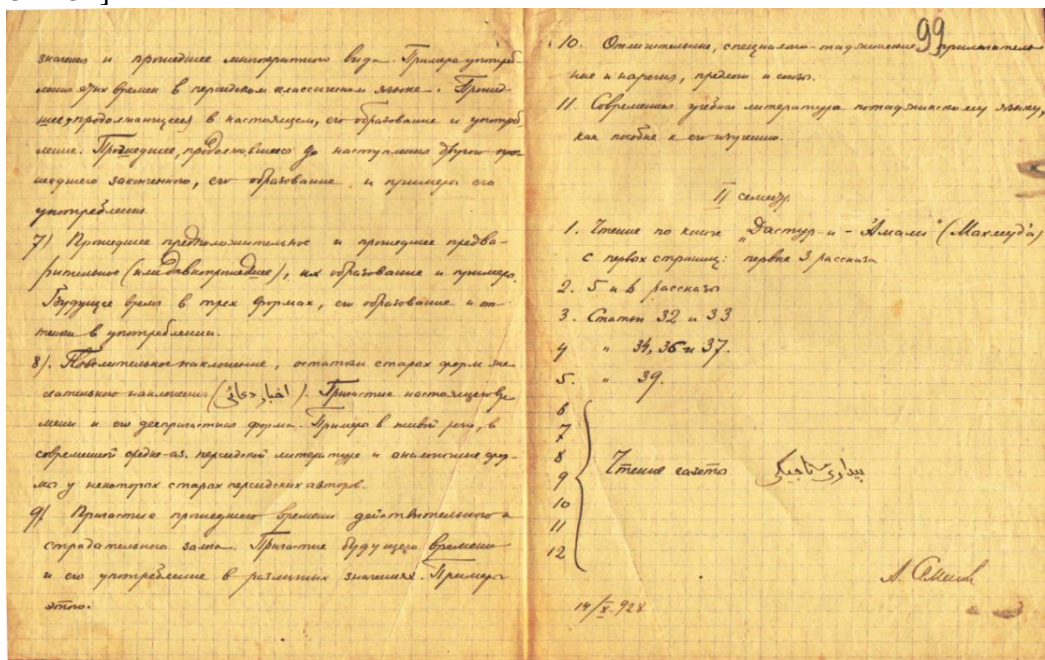 значении и прошедшее многократного вида. Примеры употреб-
ления этих времен в персидском классическом языке. Прошед-
шее, продолжающееся в настоящем, его образование и употреб-
ление. Прошедшее, продолжавшееся до наступления другого про-
шедшего законченного, его образование и примеры его
употребления.
7) Прошедшее предположительное и прошедшее предва-
рительное (или давнопрошедшее), их образование и примеры.
Будущее время в трех формах, его образование и от-
тенки в употреблении.
8). Повелительное наклонение, остатки старых форм же-
лательного наклонения (اخبار دعائی). Причастие настоящего вре-
мени и его деепричастная форма. Примеры в живой речи, в
современной средне-аз. персидской литературе и аналогичные фор-
мы у некоторых старых персидских авторов.
9) Причастие прошедшего времени действительного и
страдательного залога. Причастие будущего времени
и его употребление в различных значениях. Примеры
этого.
99
10. Отличительные, специально-таджикские прилагатель-
ные и наречия, предлоги и союзы.
11. Современная учебная литература по таджикскому языку,
как пособие к его изучению.
II семестр.
1. Чтение по книге „Дастур-и-Амали“ (Махмуд'а)
с первых страниц: первые 3 рассказа
2. 5 и 6 рассказы
3. Статьи 32 и 33
4 " 34, 36 и 37.
5. " 39.
6
7
8
9
10
11
12
Чтение газеты بیداری تاجیک
А. Семенов
14/X.928